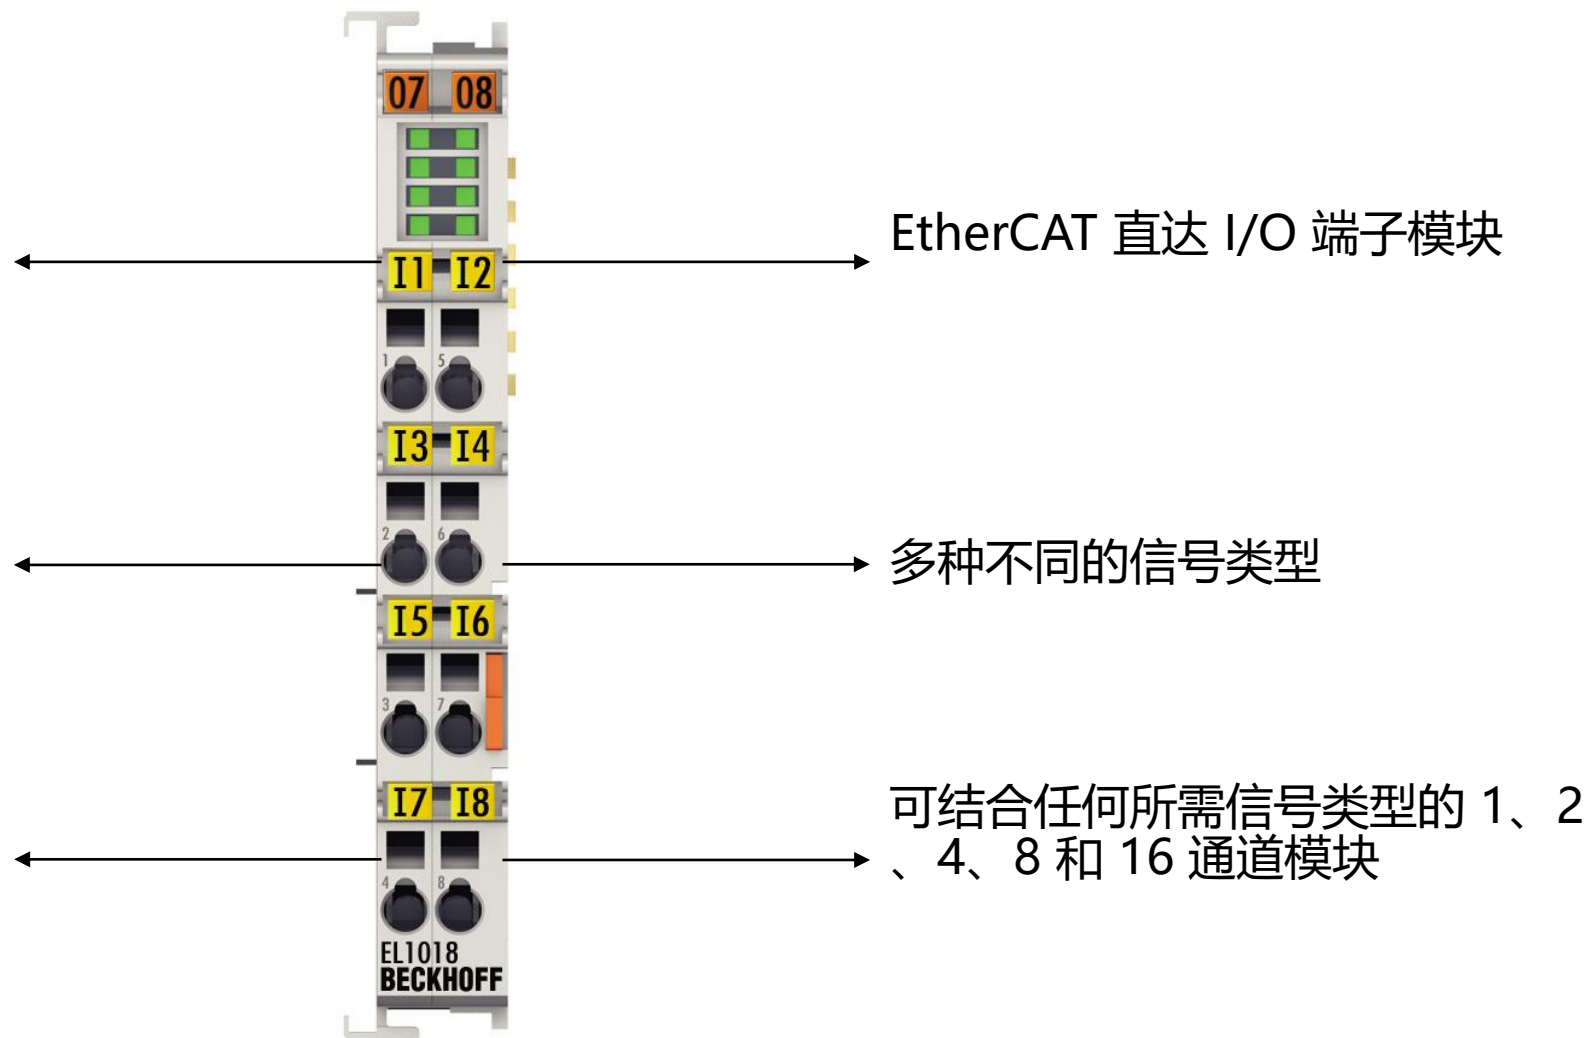 07 08
I1 I2
EtherCAT 直达 I/O 端子模块
1 5
I3 I4
2 6
多种不同的信号类型
I5 I6
3 7
I7 I8
可结合任何所需信号类型的 1、2
、4、8 和 16 通道模块
4 8
EL1018
BECKHOFF